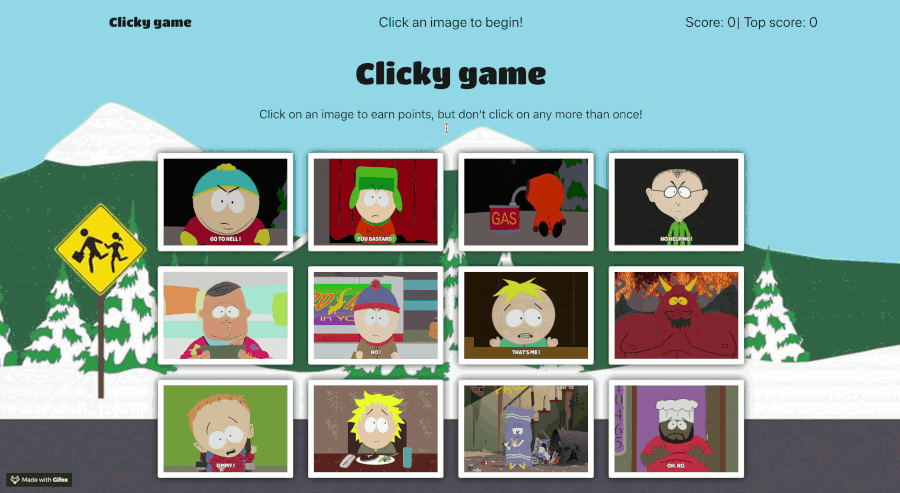 Clicky game
Click an image to begin!
Score: 0| Top score: 0
Clicky game
Click on an image to earn points, but don't click on any more than once!
GO TO HELL!
YOU BASTARD!
GAS
NO HELPING!
IN YO
NO!
THAT'S ME!
TIMMY!
OH, NO.
Made with Gifox